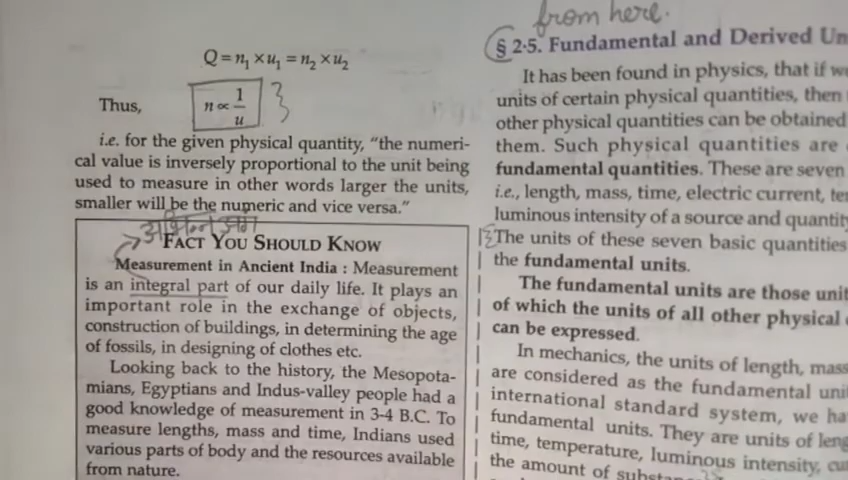 Q = n₁ × u₁ = n₂ × u₂
Thus, n ∝ 1/u
i.e. for the given physical quantity, "the numeri-
cal value is inversely proportional to the unit being
used to measure in other words larger the units,
smaller will be the numeric and vice versa."
अभिन्न अंग
FACT YOU SHOULD KNOW
Measurement in Ancient India : Measurement
is an integral part of our daily life. It plays an
important role in the exchange of objects,
construction of buildings, in determining the age
of fossils, in designing of clothes etc.
Looking back to the history, the Mesopota-
mians, Egyptians and Indus-valley people had a
good knowledge of measurement in 3-4 B.C. To
measure lengths, mass and time, Indians used
various parts of body and the resources available
from nature.
from here.
§ 2·5. Fundamental and Derived Un
It has been found in physics, that if we
units of certain physical quantities, then
other physical quantities can be obtained
them. Such physical quantities are
fundamental quantities. These are seven
i.e., length, mass, time, electric current, te
luminous intensity of a source and quantity
The units of these seven basic quantities
the fundamental units.
The fundamental units are those unit
of which the units of all other physical
can be expressed.
In mechanics, the units of length, mass
are considered as the fundamental uni
international standard system, we ha
fundamental units. They are units of leng
time, temperature, luminous intensity, cu
the amount of substan